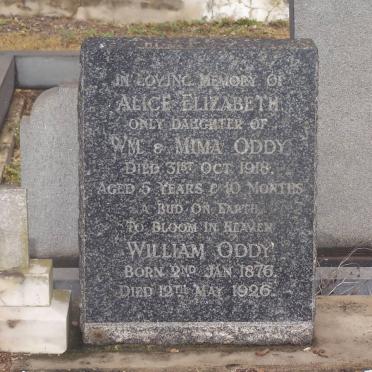 IN LOVING MEMORY OF
ALICE ELIZABETH
ONLY DAUGHTER OF
WM. & MIMA ODDY
DIED 31ST OCT. 1918.
AGED 5 YEARS & 10 MONTHS
A BUD ON EARTH
TO BLOOM IN HEAVEN
WILLIAM ODDY
BORN 2ND JAN. 1876.
DIED 12TH MAY 1926.